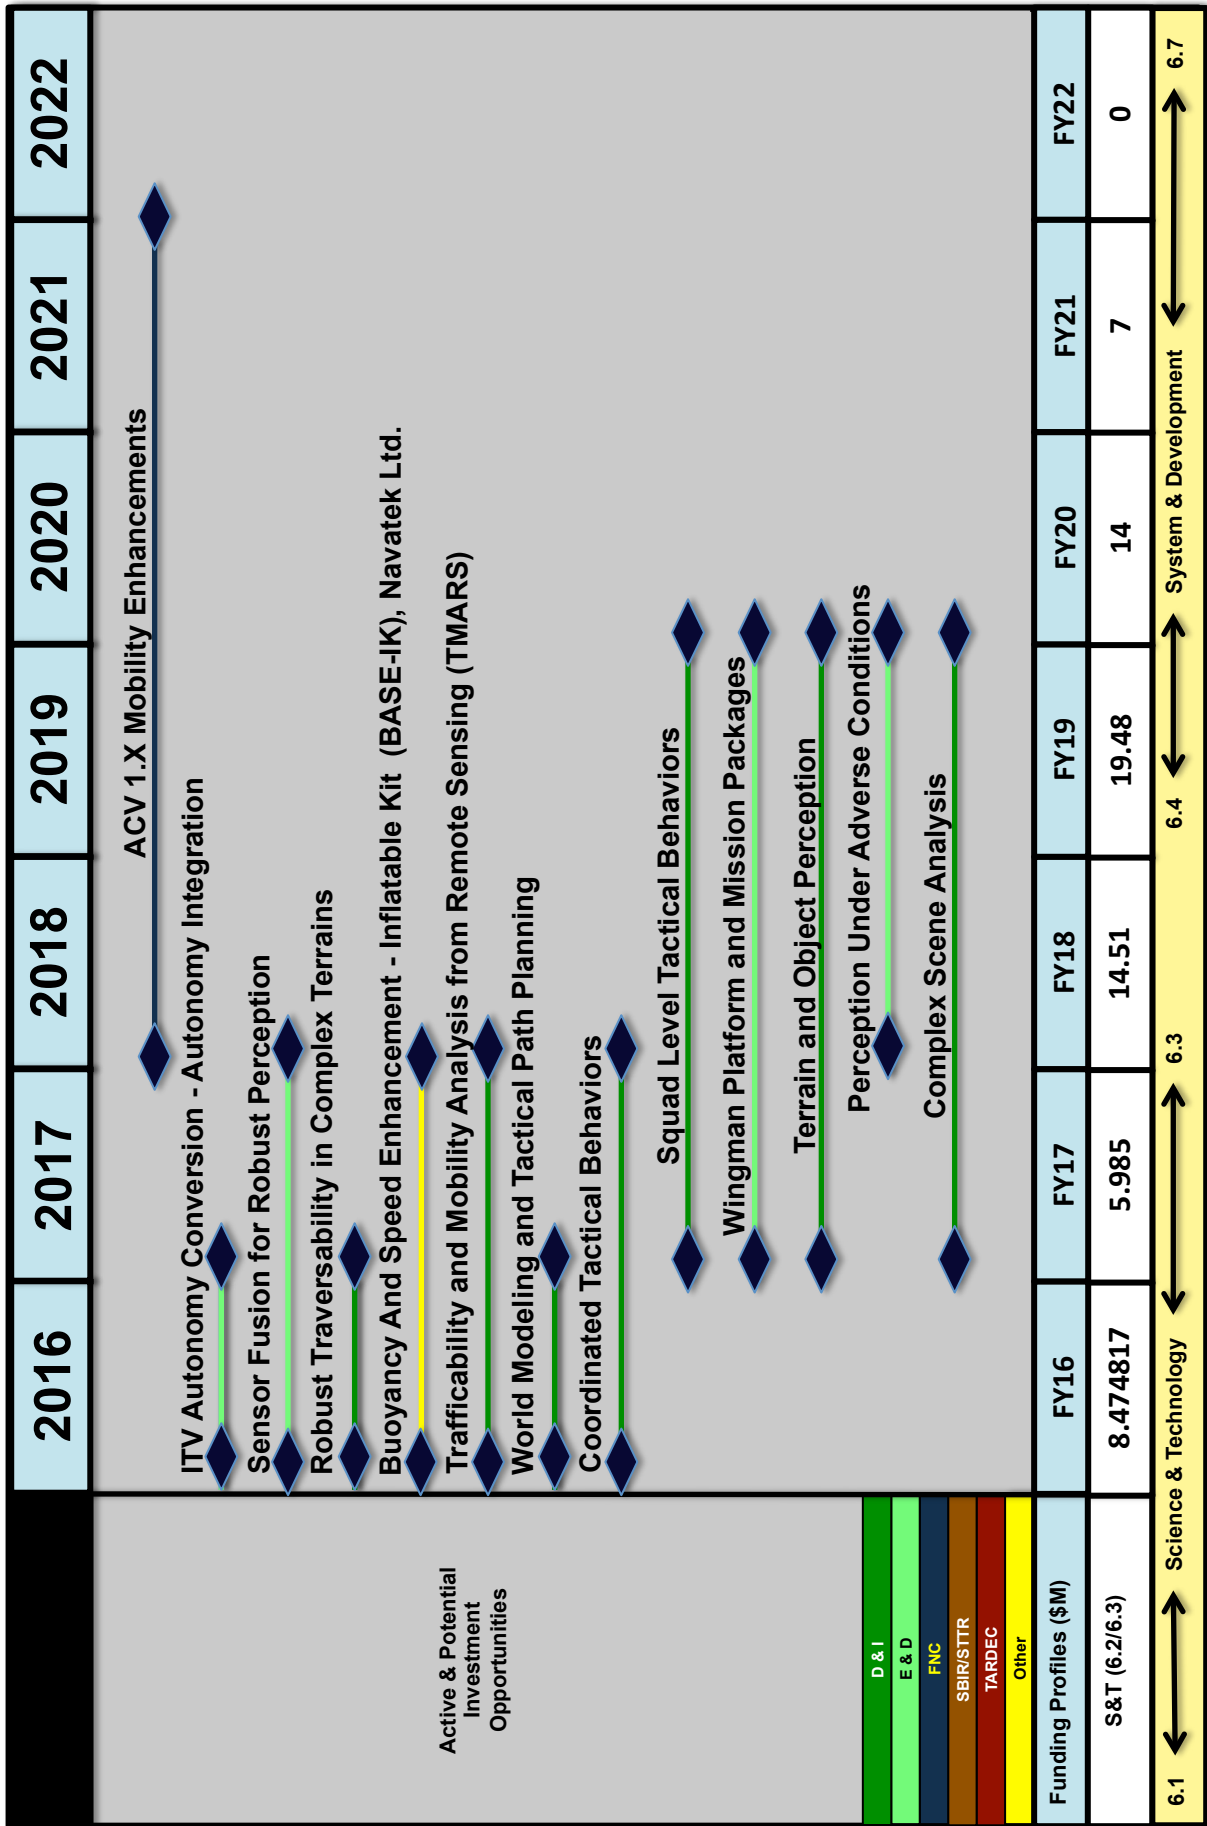 2016 2017 2018 2019 2020 2021 2022
ACV 1.X Mobility Enhancements
ITV Autonomy Conversion - Autonomy Integration
Sensor Fusion for Robust Perception
Robust Traversability in Complex Terrains
Buoyancy And Speed Enhancement - Inflatable Kit (BASE-IK), Navatek Ltd.
Trafficability and Mobility Analysis from Remote Sensing (TMARS)
World Modeling and Tactical Path Planning
Coordinated Tactical Behaviors
Squad Level Tactical Behaviors
Wingman Platform and Mission Packages
Terrain and Object Perception
Perception Under Adverse Conditions
Complex Scene Analysis
Active & Potential
Investment
Opportunities
D & I
E & D
FNC
SBIR/STTR
TARDEC
Other
Funding Profiles ($M) FY16 FY17 FY18 FY19 FY20 FY21 FY22
S&T (6.2/6.3) 8.474817 5.985 14.51 19.48 14 7 0
6.1 Science & Technology 6.3 6.4 System & Development 6.7